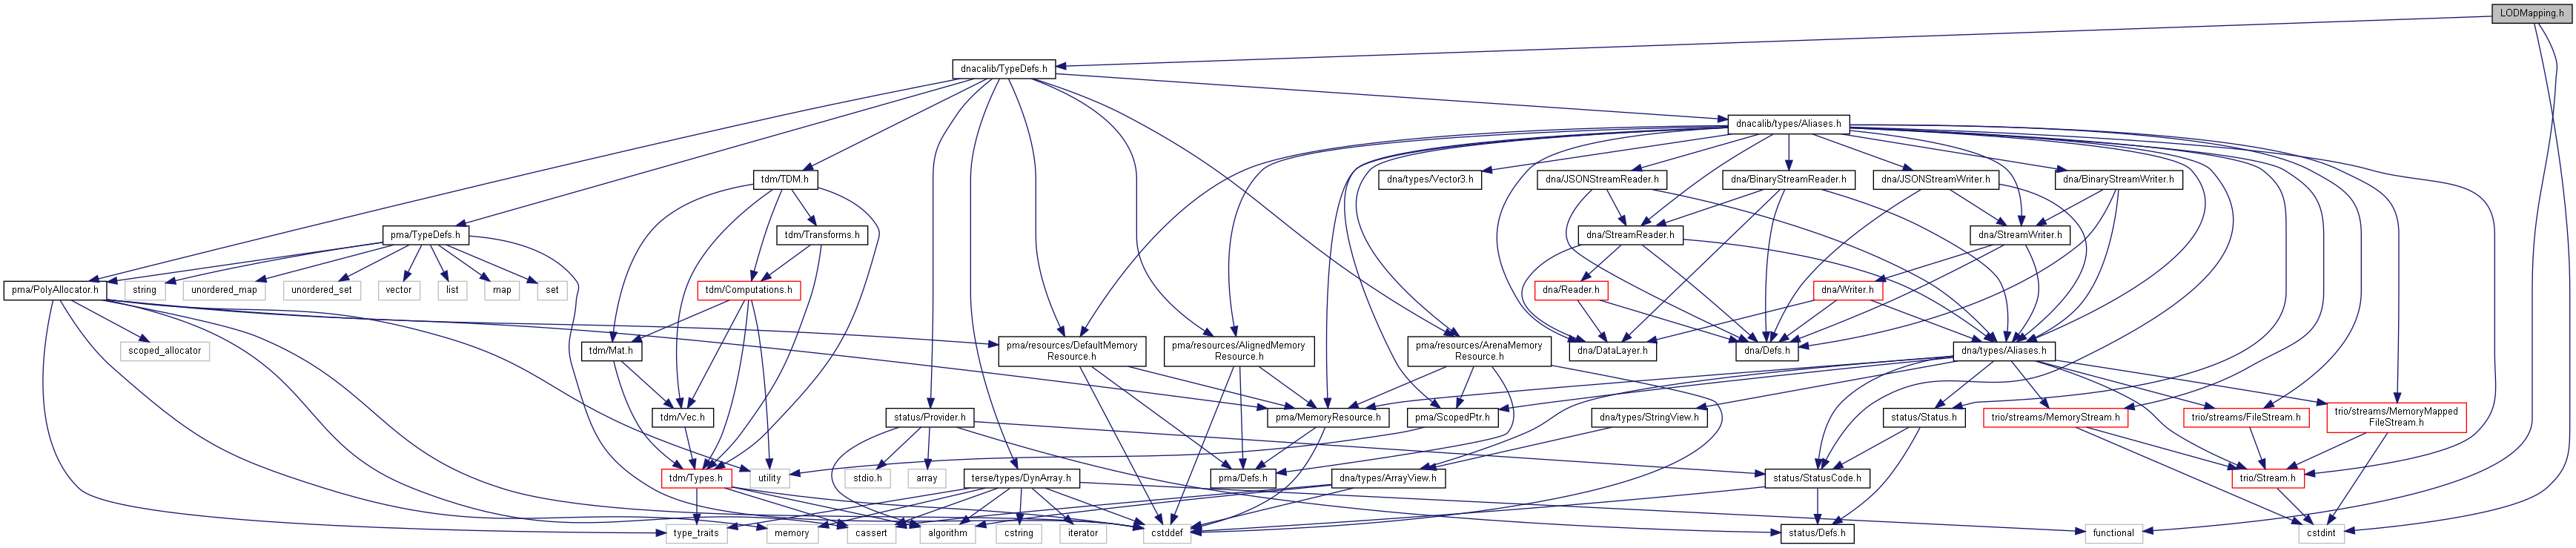 LODMapping.h
dnacalib/TypeDefs.h
dnacalib/types/Aliases.h
tdm/TDM.h
dna/types/Vector3.h
dna/JSONStreamReader.h
dna/BinaryStreamReader.h
dna/JSONStreamWriter.h
dna/BinaryStreamWriter.h
pma/TypeDefs.h
tdm/Transforms.h
dna/StreamReader.h
dna/StreamWriter.h
pma/PolyAllocator.h
string
unordered_map
unordered_set
vector
list
map
set
tdm/Computations.h
dna/Reader.h
dna/Writer.h
scoped_allocator
tdm/Mat.h
pma/resources/DefaultMemory
Resource.h
pma/resources/AlignedMemory
Resource.h
pma/resources/ArenaMemory
Resource.h
dna/DataLayer.h
dna/Defs.h
dna/types/Aliases.h
tdm/Vec.h
status/Provider.h
pma/MemoryResource.h
pma/ScopedPtr.h
dna/types/StringView.h
status/Status.h
trio/streams/MemoryStream.h
trio/streams/FileStream.h
trio/streams/MemoryMapped
FileStream.h
tdm/Types.h
utility
stdio.h
array
terse/types/DynArray.h
pma/Defs.h
dna/types/ArrayView.h
status/StatusCode.h
trio/Stream.h
type_traits
memory
cassert
algorithm
cstring
iterator
cstddef
status/Defs.h
functional
cstdint